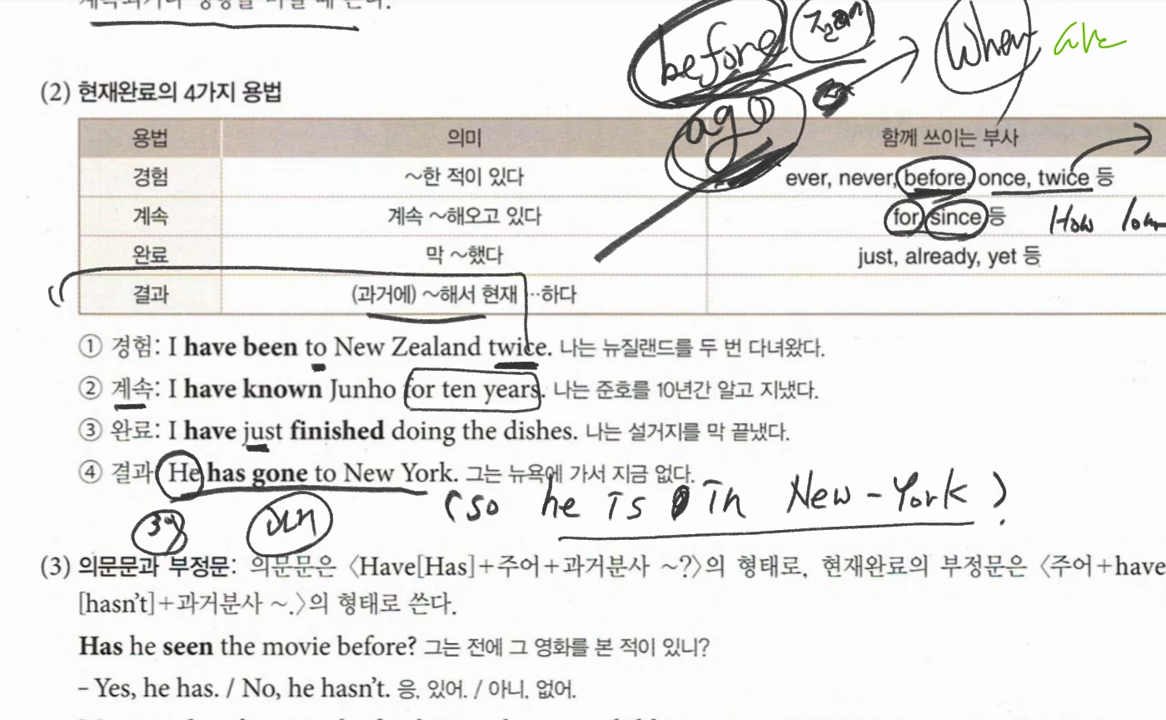 before
ago
When
(2) 현재완료의 4가지 용법
용법 의미 함께 쓰이는 부사
경험 ~한 적이 있다 ever, never, before, once, twice 등
계속 계속 ~해오고 있다 for, since 등 How
완료 막 ~했다 just, already, yet 등
결과 (과거에) ~해서 현재 …하다
① 경험: I have been to New Zealand twice. 나는 뉴질랜드를 두 번 다녀왔다.
② 계속: I have known Junho for ten years. 나는 준호를 10년간 알고 지냈다.
③ 완료: I have just finished doing the dishes. 나는 설거지를 막 끝냈다.
④ 결과: He has gone to New York. 그는 뉴욕에 가서 지금 없다.
(so he is in New-York)
(3) 의문문과 부정문: 의문문은 〈Have[Has]+주어+과거분사 ~?〉의 형태로, 현재완료의 부정문은 〈주어+have
[hasn't]+과거분사 ~.〉의 형태로 쓴다.
Has he seen the movie before? 그는 전에 그 영화를 본 적이 있니?
– Yes, he has. / No, he hasn't. 응, 있어. / 아니, 없어.